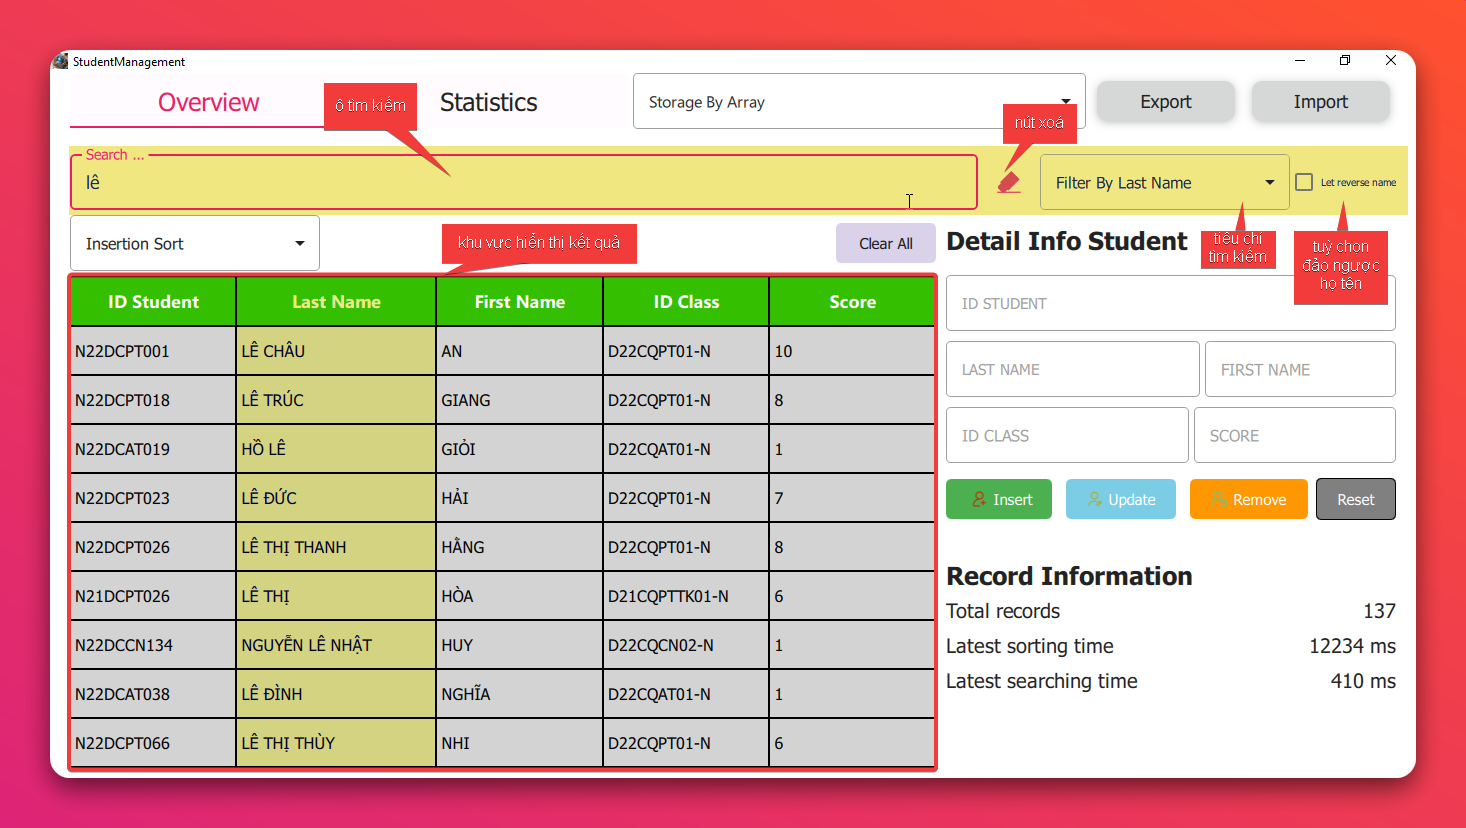 StudentManagement
Overview
ô tìm kiếm
Statistics
Storage By Array
Export
Import
nút xoá
Search ...
lê
Filter By Last Name
Let reverse name
Insertion Sort
khu vực hiển thị kết quả
Clear All
Detail Info Student
tiêu chí
tìm kiếm
tuỳ chọn
đảo ngược
họ tên
ID Student Last Name First Name ID Class Score
N22DCPT001 LÊ CHÂU AN D22CQPT01-N 10
N22DCPT018 LÊ TRÚC GIANG D22CQPT01-N 8
N22DCAT019 HỒ LÊ GIỎI D22CQAT01-N 1
N22DCPT023 LÊ ĐỨC HẢI D22CQPT01-N 7
N22DCPT026 LÊ THỊ THANH HẰNG D22CQPT01-N 8
N21DCPT026 LÊ THỊ HÒA D21CQPTTK01-N 6
N22DCCN134 NGUYỄN LÊ NHẬT HUY D22CQCN02-N 1
N22DCAT038 LÊ ĐÌNH NGHĨA D22CQAT01-N 1
N22DCPT066 LÊ THỊ THÙY NHI D22CQPT01-N 6
ID STUDENT
LAST NAME
FIRST NAME
ID CLASS
SCORE
Insert
Update
Remove
Reset
Record Information
Total records 137
Latest sorting time 12234 ms
Latest searching time 410 ms